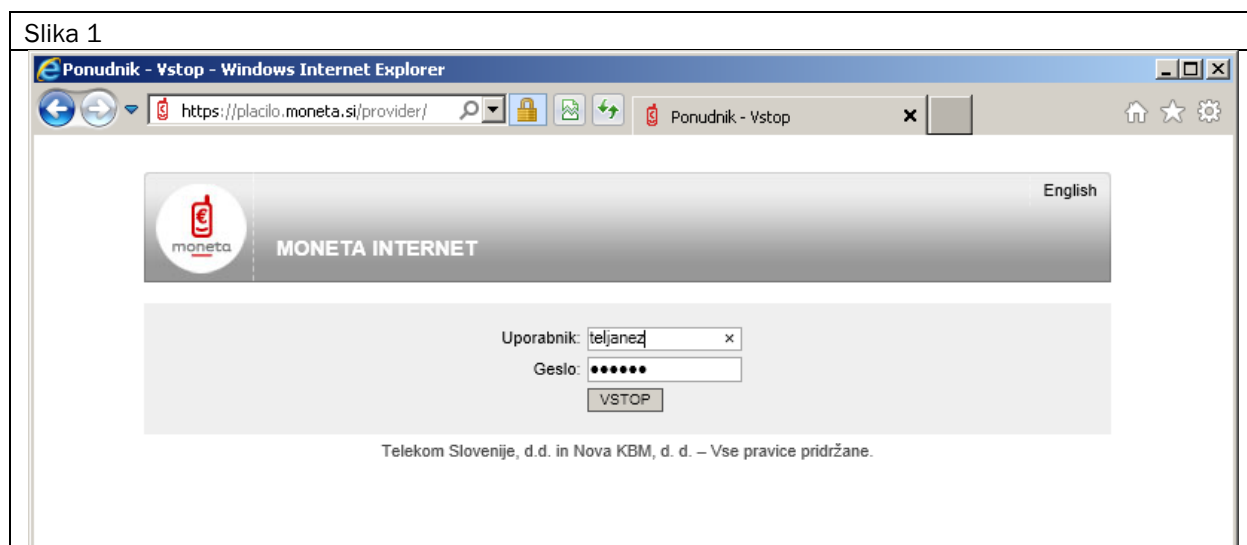 Slika 1
Ponudnik - Vstop - Windows Internet Explorer
https://placilo.moneta.si/provider/
Ponudnik - Vstop
English
€
moneta
MONETA INTERNET
Uporabnik: teljanez
Geslo: ●●●●●●
VSTOP
Telekom Slovenije, d.d. in Nova KBM, d. d. – Vse pravice pridržane.